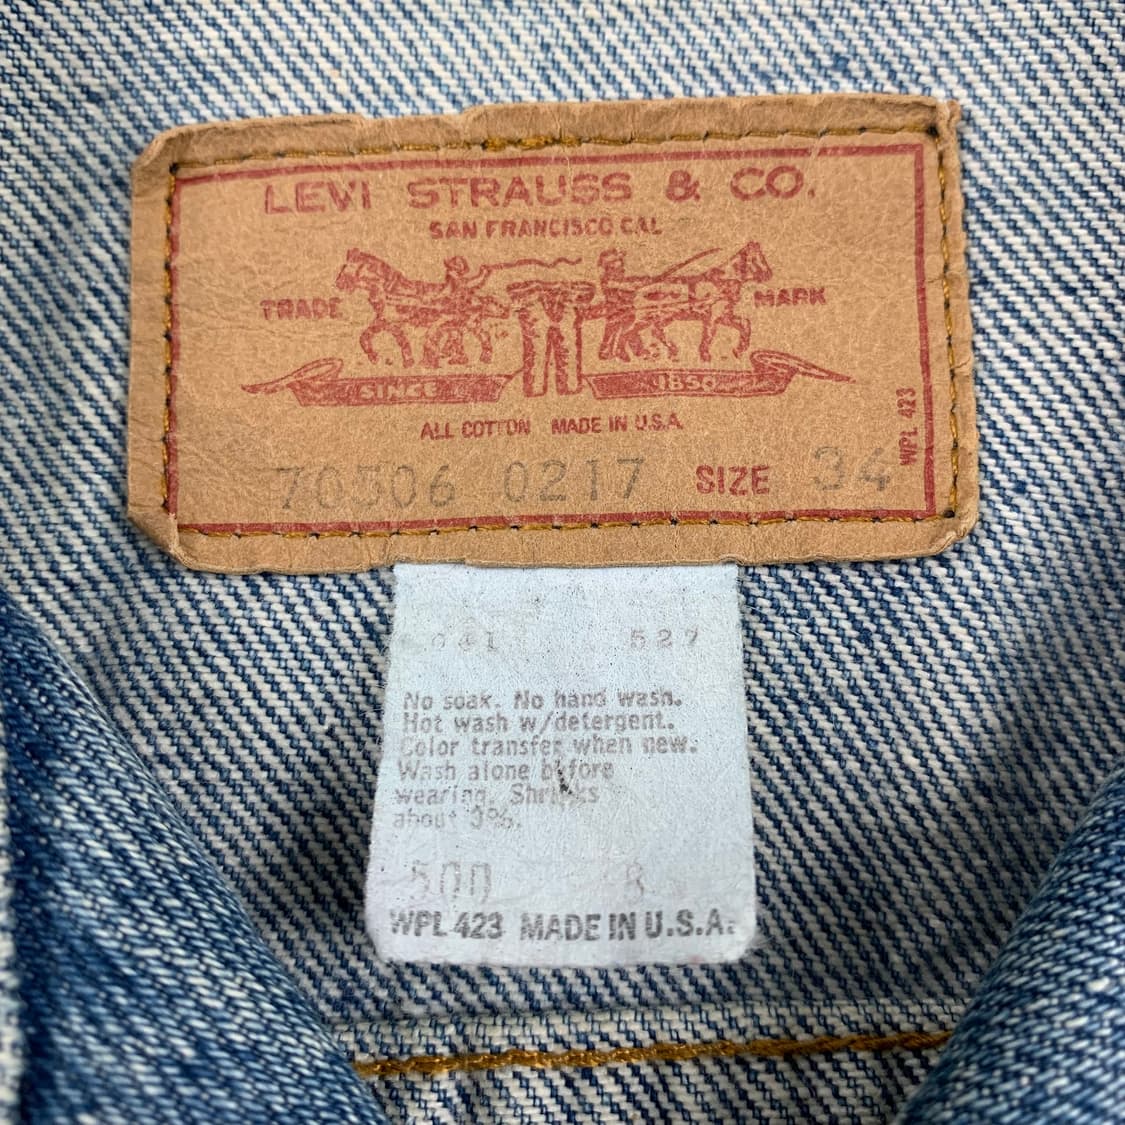 LEVI STRAUSS & CO.
SAN FRANCISCO, CAL
TRADE MARK
SINCE 1850
ALL COTTON MADE IN U.S.A.
70506 0217 SIZE 34
WPL 423
527
No soak. No hand wash.
Hot wash w/detergent.
Color transfer when new.
Wash alone before
wearing. Shrinks
about 3%.
500 8
WPL 423 MADE IN U.S.A.